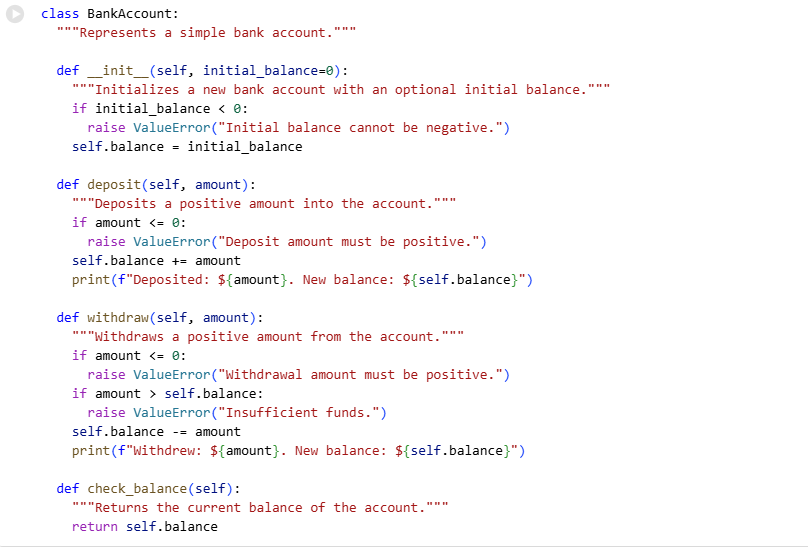 class BankAccount:
  """Represents a simple bank account."""

  def __init__(self, initial_balance=0):
    """Initializes a new bank account with an optional initial balance."""
    if initial_balance < 0:
      raise ValueError("Initial balance cannot be negative.")
    self.balance = initial_balance

  def deposit(self, amount):
    """Deposits a positive amount into the account."""
    if amount <= 0:
      raise ValueError("Deposit amount must be positive.")
    self.balance += amount
    print(f"Deposited: ${amount}. New balance: ${self.balance}")

  def withdraw(self, amount):
    """Withdraws a positive amount from the account."""
    if amount <= 0:
      raise ValueError("Withdrawal amount must be positive.")
    if amount > self.balance:
      raise ValueError("Insufficient funds.")
    self.balance -= amount
    print(f"Withdrew: ${amount}. New balance: ${self.balance}")

  def check_balance(self):
    """Returns the current balance of the account."""
    return self.balance